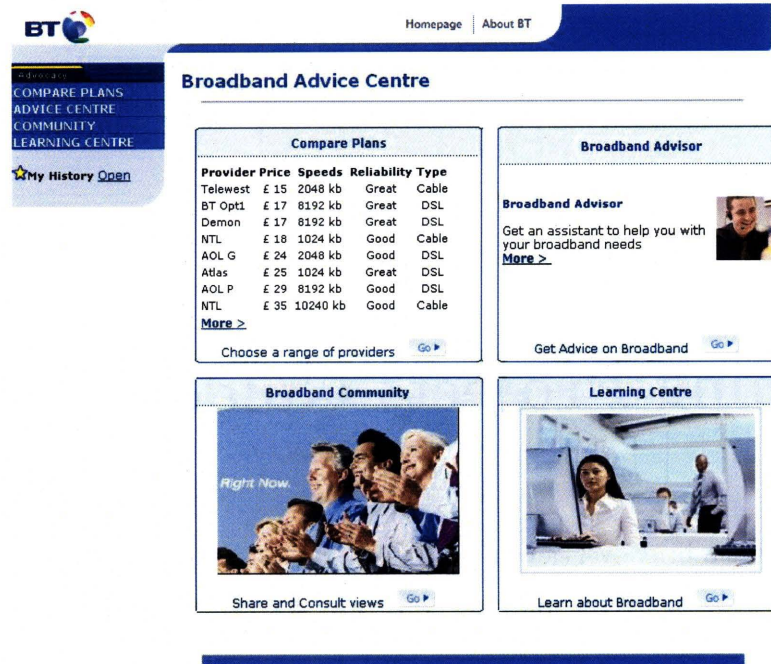 BT
Homepage | About BT
Advocacy
COMPARE PLANS
ADVICE CENTRE
COMMUNITY
LEARNING CENTRE
My History Open
Broadband Advice Centre
Compare Plans
Provider Price Speeds Reliability Type
Telewest £ 15 2048 kb Great Cable
BT Opt1 £ 17 8192 kb Great DSL
Demon £ 17 8192 kb Great DSL
NTL £ 18 1024 kb Good Cable
AOL G £ 24 2048 kb Good DSL
Atlas £ 25 1024 kb Great DSL
AOL P £ 29 8192 kb Good DSL
NTL £ 35 10240 kb Good Cable
More >
Choose a range of providers Go
Broadband Advisor
Broadband Advisor
Get an assistant to help you with
your broadband needs
More >
Get Advice on Broadband Go
Broadband Community
Right Now.
Share and Consult views Go
Learning Centre
Learn about Broadband Go